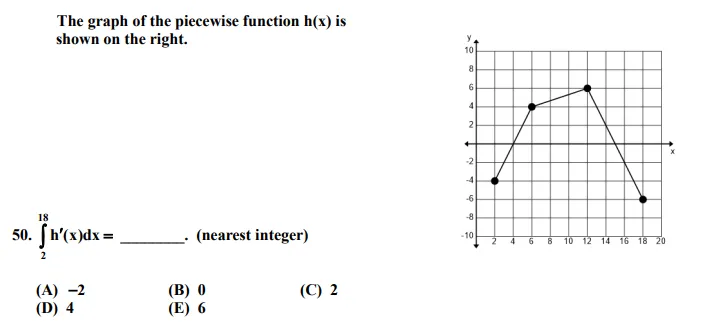 The graph of the piecewise function h(x) is
shown on the right.
y
10
8
6
4
2
-2
-4
-6
-8
-10
x
2 4 6 8 10 12 14 16 18 20
18
50. ∫ h′(x)dx = ________. (nearest integer)
2
(A) −2 (B) 0 (C) 2
(D) 4 (E) 6